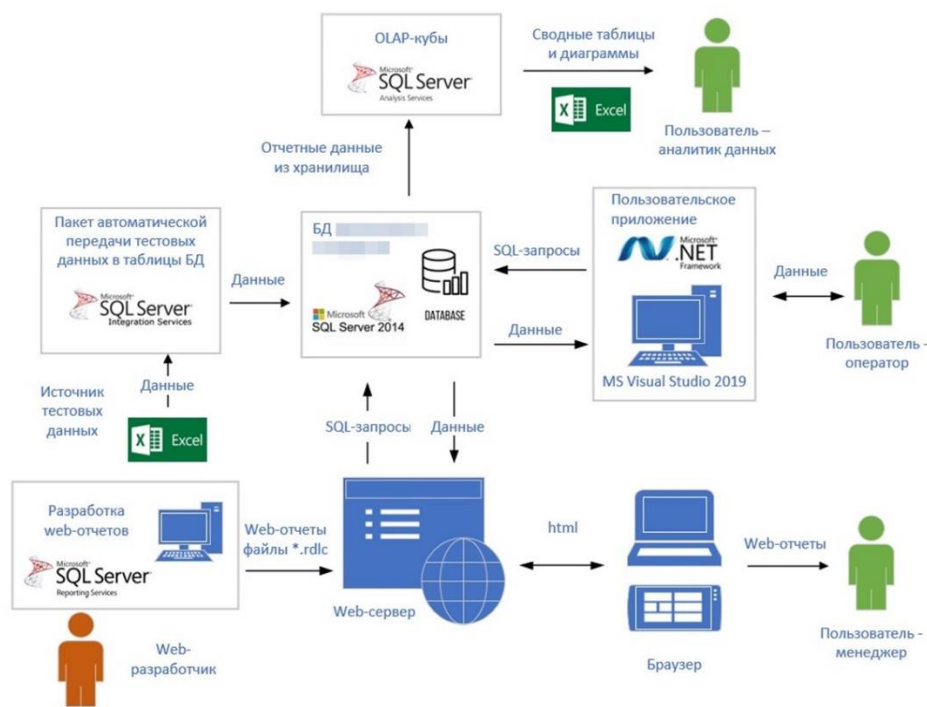 OLAP-кубы
Microsoft
SQL Server
Analysis Services
Сводные таблицы
и диаграммы
Excel
Пользователь –
аналитик данных
Отчетные данные
из хранилища
Пакет автоматической
передачи тестовых
данных в таблицы БД
Microsoft
SQL Server
Integration Services
Данные
БД
Microsoft
SQL Server 2014
DATABASE
SQL-запросы
Данные
Пользовательское
приложение
Microsoft
.NET
Framework
MS Visual Studio 2019
Данные
Пользователь -
оператор
Источник
тестовых
данных
Данные
Excel
SQL-запросы
Данные
Разработка
web-отчетов
Microsoft
SQL Server
Reporting Services
Web-отчеты
файлы *.rdlc
Web-сервер
html
Браузер
Web-отчеты
Пользователь -
менеджер
Web-
разработчик